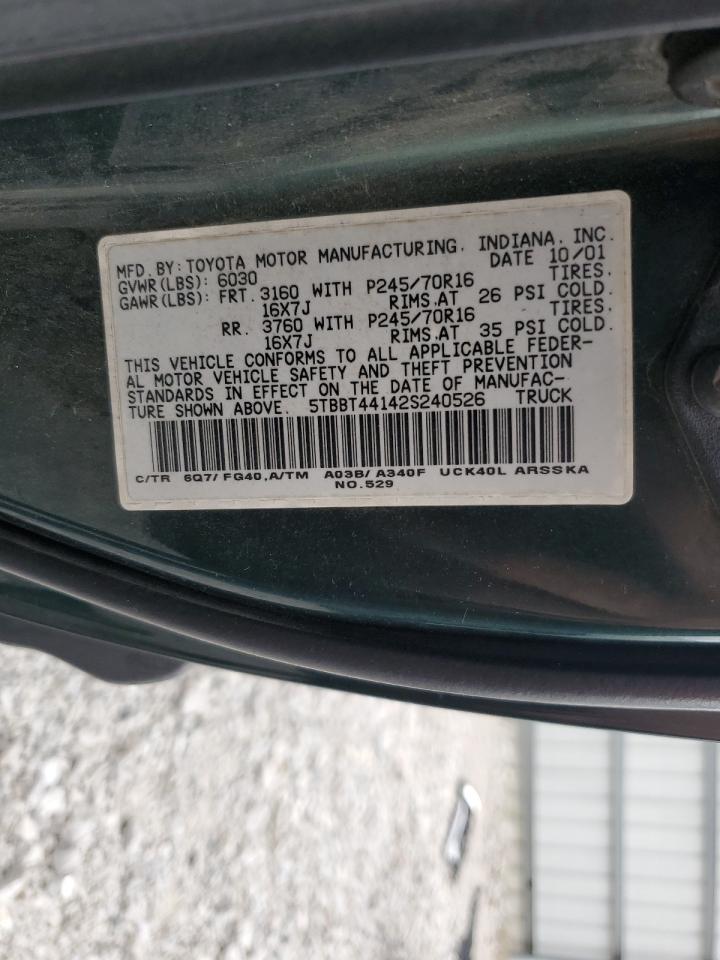 MFD. BY: TOYOTA MOTOR MANUFACTURING, INDIANA, INC.
GVWR(LBS): 6030 DATE 10/01
GAWR(LBS): FRT. 3160 WITH P245/70R16 TIRES.
16X7J RIMS.AT 26 PSI COLD.
RR. 3760 WITH P245/70R16 TIRES.
16X7J RIMS.AT 35 PSI COLD.
THIS VEHICLE CONFORMS TO ALL APPLICABLE FEDER-
AL MOTOR VEHICLE SAFETY AND THEFT PREVENTION
STANDARDS IN EFFECT ON THE DATE OF MANUFAC-
TURE SHOWN ABOVE. 5TBBT44142S240526 TRUCK
C/TR 6Q7/ FG40,A/TM A03B/ A340F UCK40L ARSSKA
NO.529